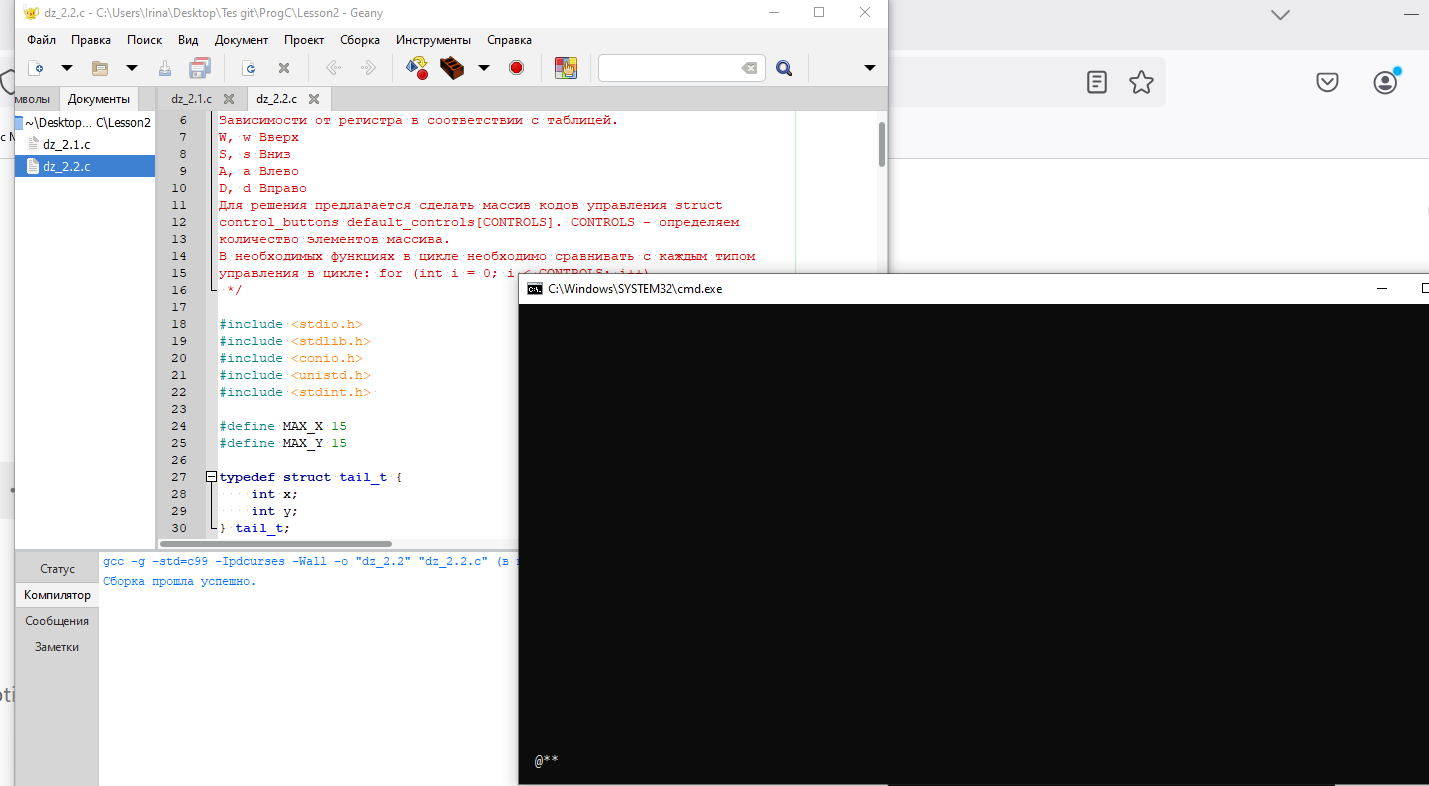 dz_2.2.c - C:\Users\Irina\Desktop\Tes git\ProgC\Lesson2 - Geany
Файл Правка Поиск Вид Документ Проект Сборка Инструменты Справка
мволы Документы dz_2.1.c dz_2.2.c
~\Desktop... C\Lesson2
dz_2.1.c
dz_2.2.c
6 Зависимости от регистра в соответствии с таблицей.
7 W, w Вверх
8 S, s Вниз
9 A, a Влево
10 D, d Вправо
11 Для решения предлагается сделать массив кодов управления struct
12 control_buttons default_controls[CONTROLS]. CONTROLS – определяем
13 количество элементов массива.
14 В необходимых функциях в цикле необходимо сравнивать с каждым типом
15 управления в цикле: for (int i = 0; i < CONTROLS; i++)
16 */
17
18 #include <stdio.h>
19 #include <stdlib.h>
20 #include <conio.h>
21 #include <unistd.h>
22 #include <stdint.h>
23
24 #define MAX_X 15
25 #define MAX_Y 15
26
27 typedef struct tail_t {
28 int x;
29 int y;
30 } tail_t;
Статус
Компилятор
Сообщения
Заметки
gcc -g -std=c99 -Ipdcurses -Wall -o "dz_2.2" "dz_2.2.c" (в
Сборка прошла успешно.
C:\Windows\SYSTEM32\cmd.exe
@**